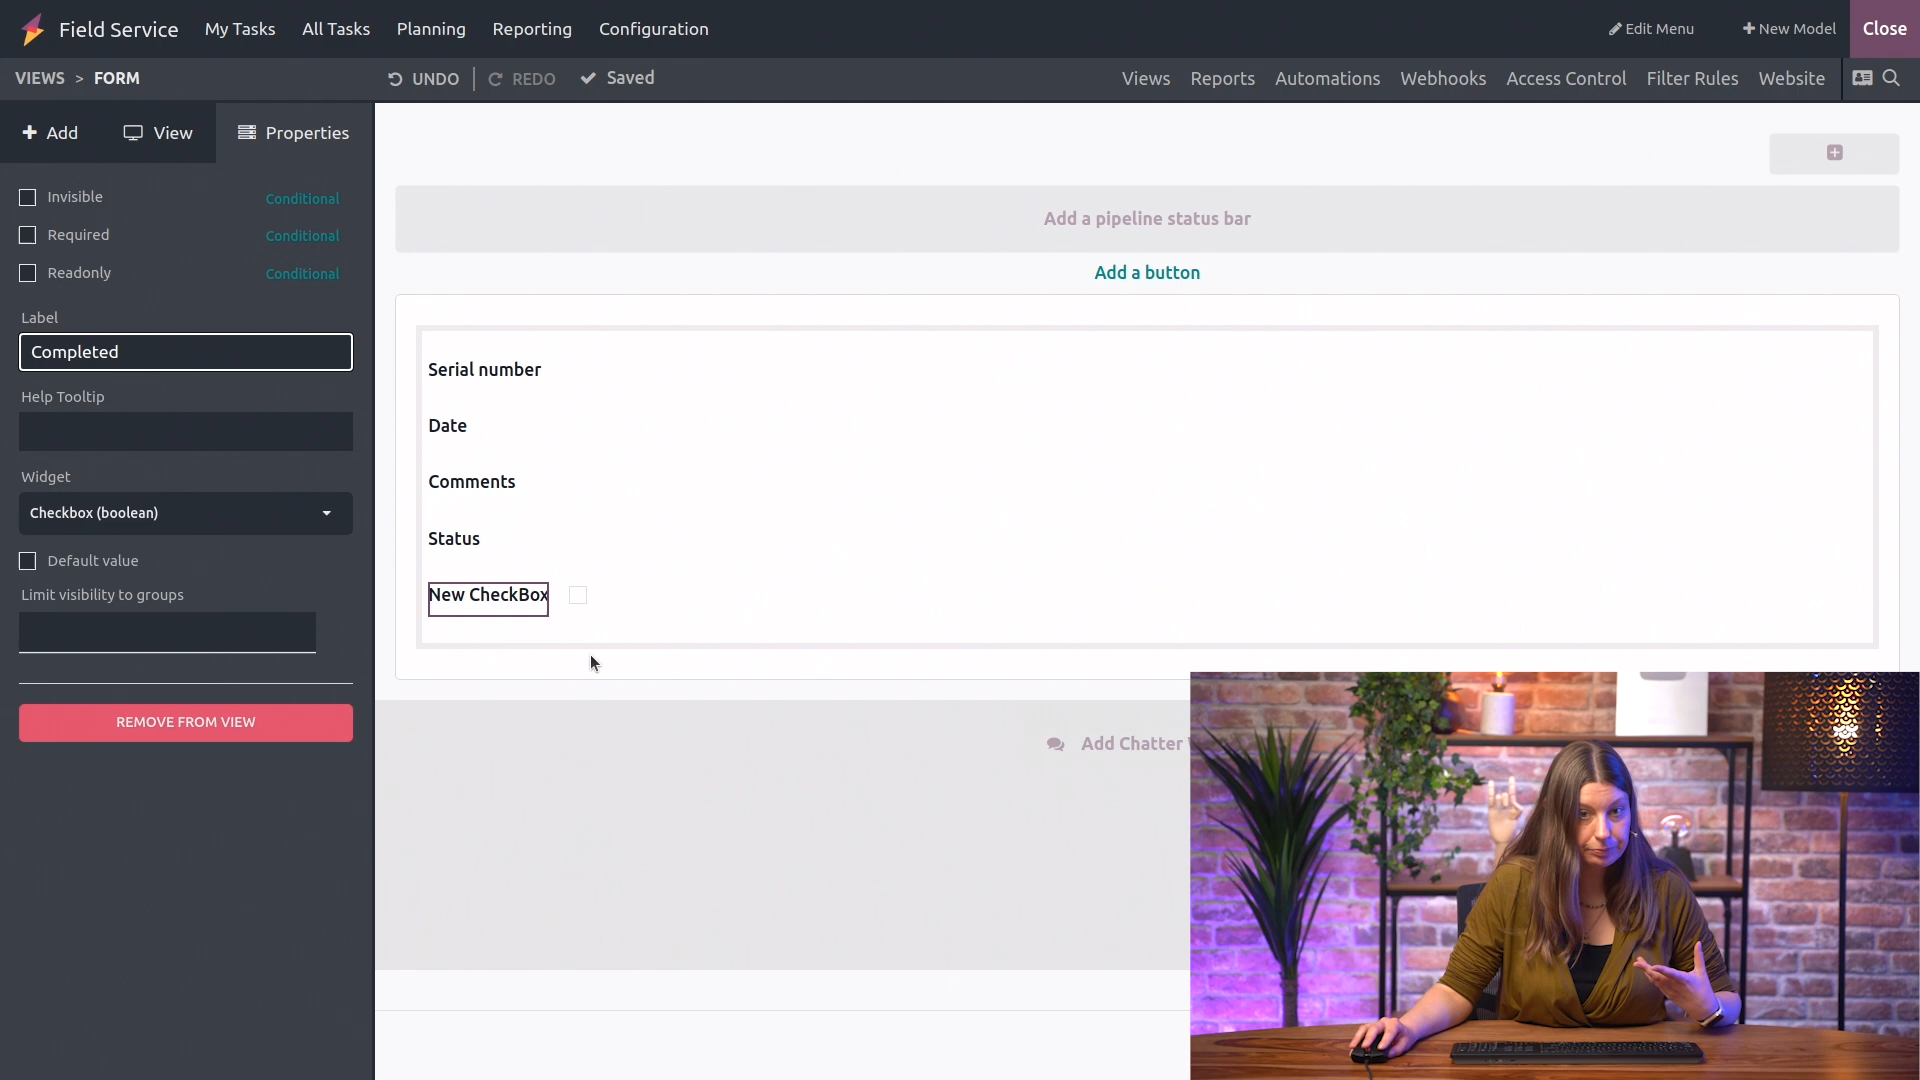 Field Service My Tasks All Tasks Planning Reporting Configuration Edit Menu New Model Close
VIEWS > FORM UNDO REDO Saved Views Reports Automations Webhooks Access Control Filter Rules Website
Add View Properties
Invisible Conditional
Required Conditional
Readonly Conditional
Label
Completed
Help Tooltip
Widget
Checkbox (boolean)
Default value
Limit visibility to groups
REMOVE FROM VIEW
Add a pipeline status bar
Add a button
Serial number
Date
Comments
Status
New CheckBox
Add Chatter